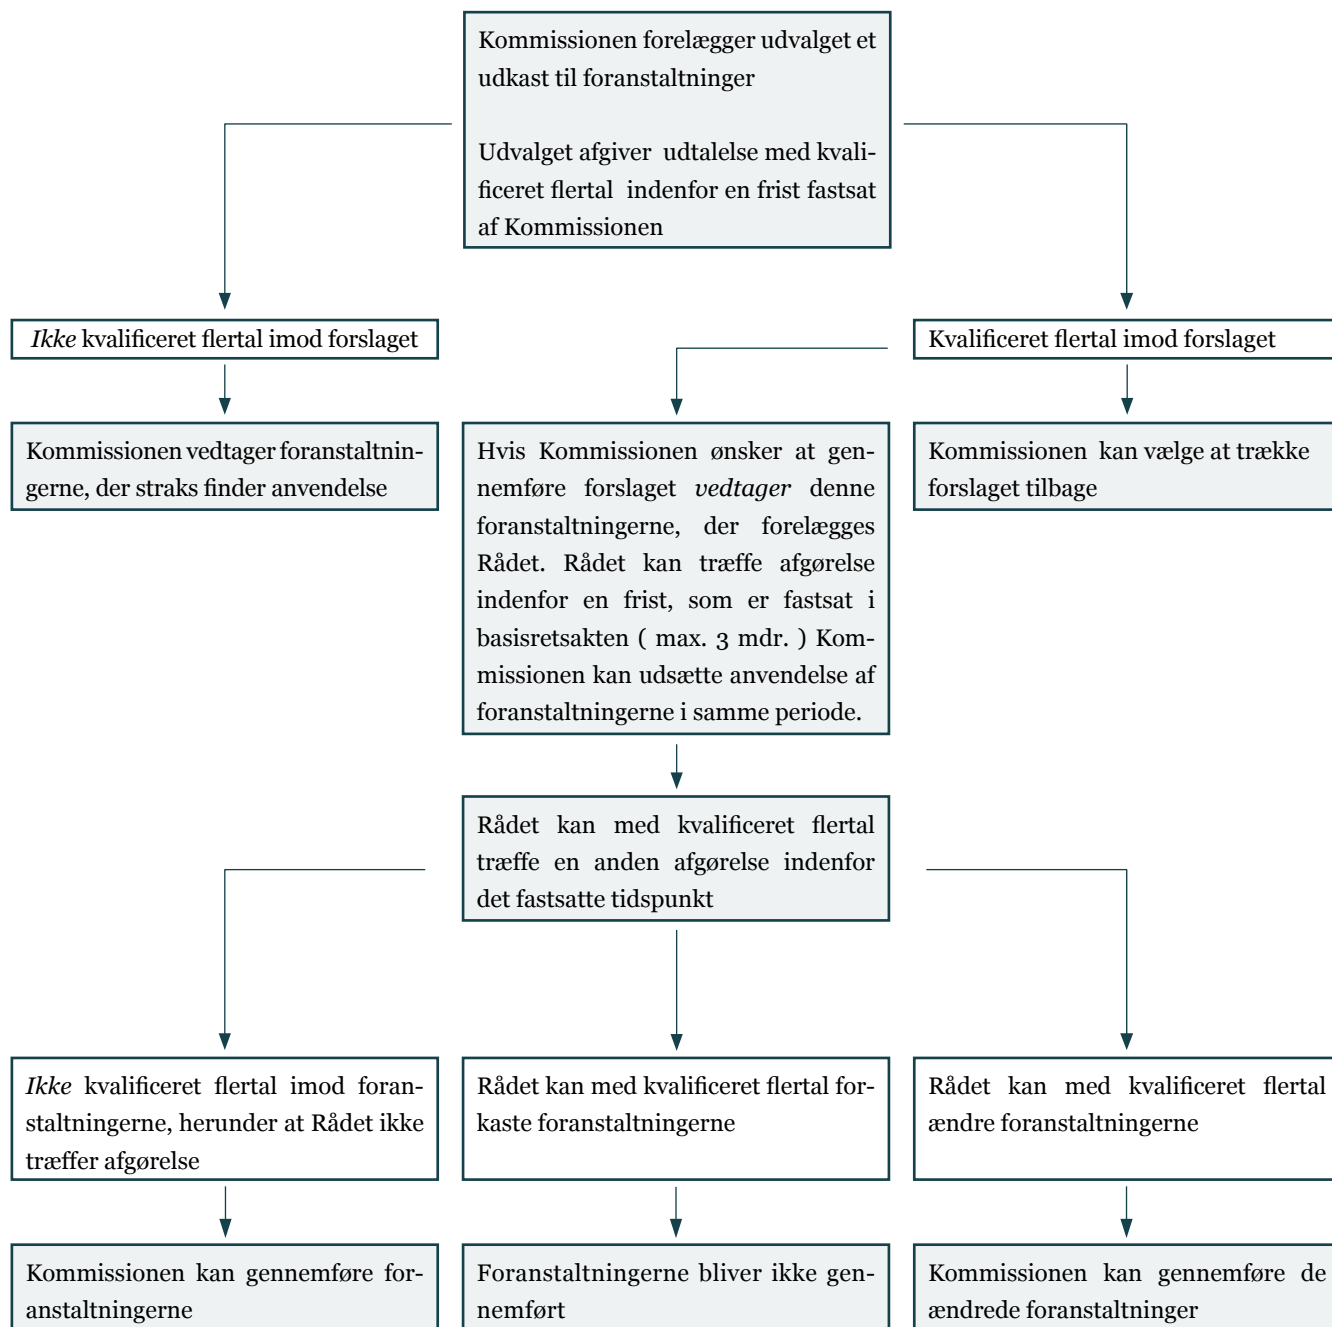 Kommissionen forelægger udvalget et
udkast til foranstaltninger
Udvalget afgiver udtalelse med kvali-
ficeret flertal indenfor en frist fastsat
af Kommissionen
Ikke kvalificeret flertal imod forslaget
Kvalificeret flertal imod forslaget
Kommissionen vedtager foranstaltnin-
gerne, der straks finder anvendelse
Hvis Kommissionen ønsker at gen-
nemføre forslaget vedtager denne
foranstaltningerne, der forelægges
Rådet. Rådet kan træffe afgørelse
indenfor en frist, som er fastsat i
basisretsakten ( max. 3 mdr. ) Kom-
missionen kan udsætte anvendelse af
foranstaltningerne i samme periode.
Kommissionen kan vælge at trække
forslaget tilbage
Rådet kan med kvalificeret flertal
træffe en anden afgørelse indenfor
det fastsatte tidspunkt
Ikke kvalificeret flertal imod foran-
staltningerne, herunder at Rådet ikke
træffer afgørelse
Rådet kan med kvalificeret flertal for-
kaste foranstaltningerne
Rådet kan med kvalificeret flertal
ændre foranstaltningerne
Kommissionen kan gennemføre for-
anstaltningerne
Foranstaltningerne bliver ikke gen-
nemført
Kommissionen kan gennemføre de
ændrede foranstaltninger